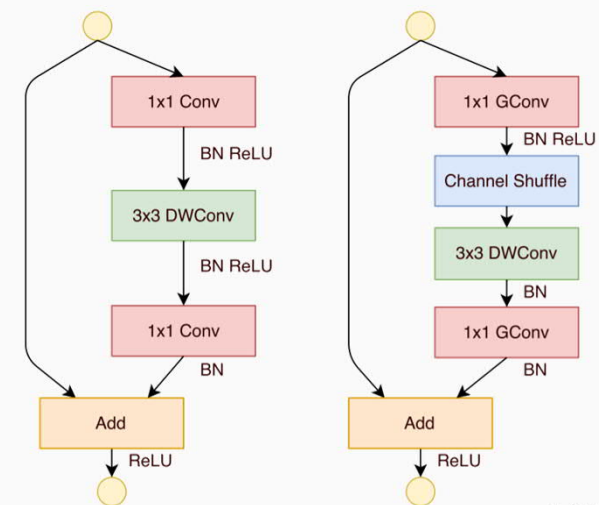 1x1 Conv
BN ReLU
3x3 DWConv
BN ReLU
1x1 Conv
BN
Add
ReLU
1x1 GConv
BN ReLU
Channel Shuffle
3x3 DWConv
BN
1x1 GConv
BN
Add
ReLU